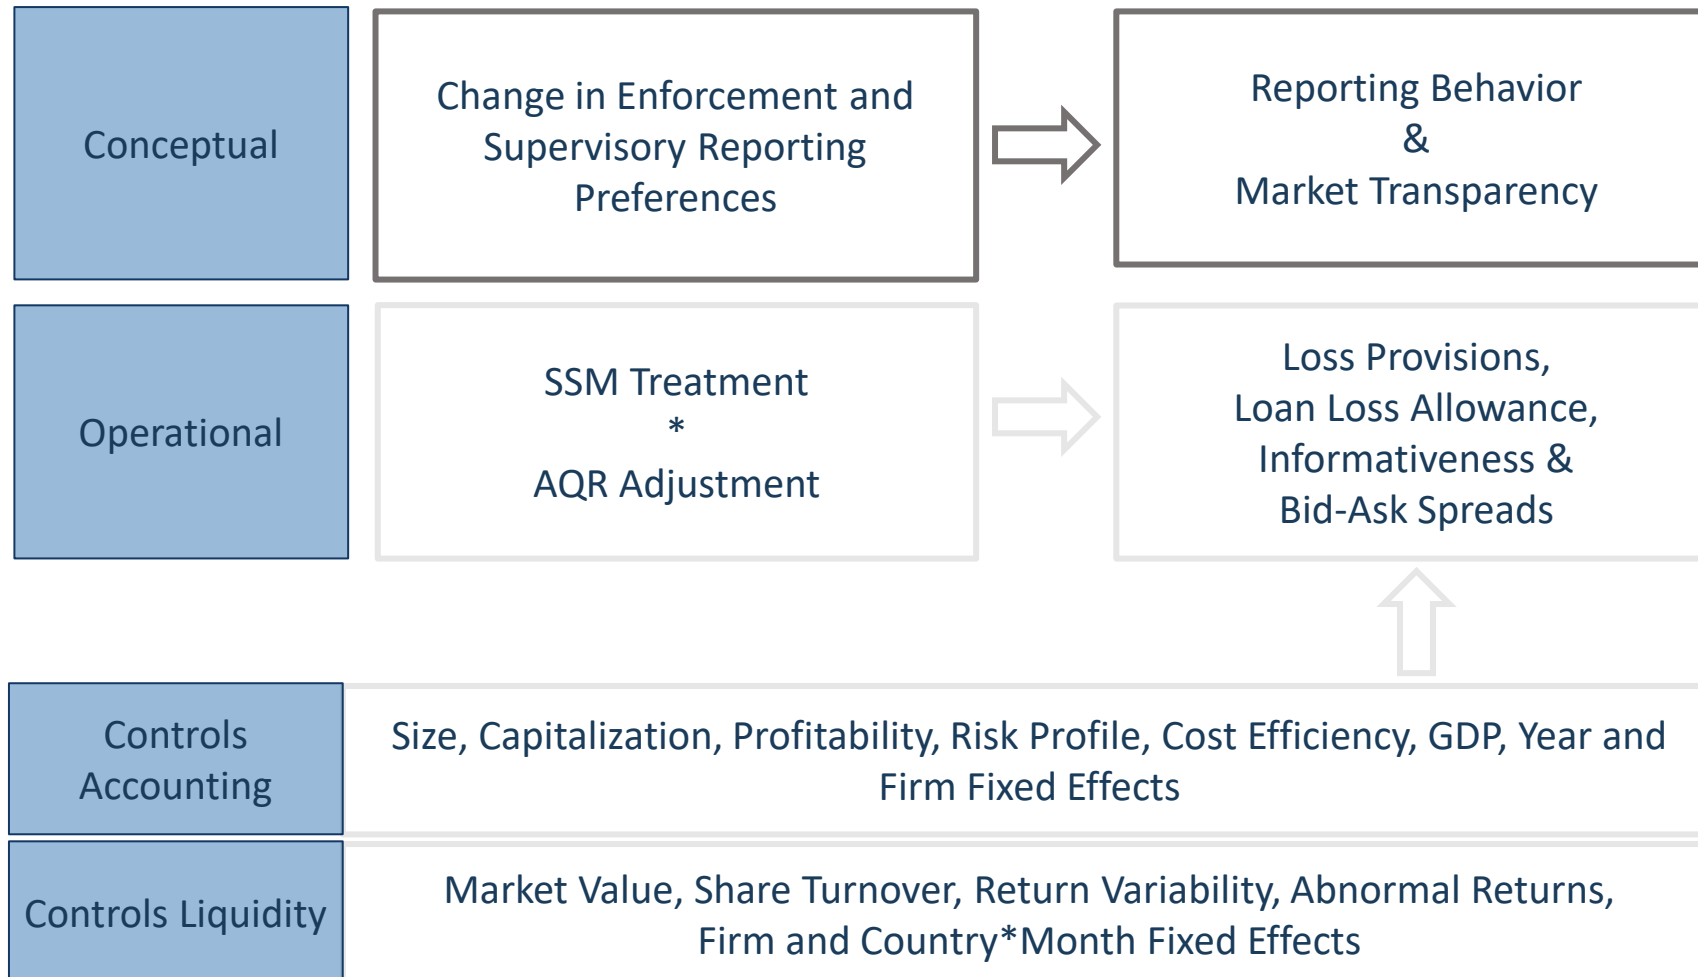 Conceptual
Change in Enforcement and
Supervisory Reporting
Preferences
Reporting Behavior
&
Market Transparency
Operational
SSM Treatment
*
AQR Adjustment
Loss Provisions,
Loan Loss Allowance,
Informativeness &
Bid-Ask Spreads
Controls
Accounting
Size, Capitalization, Profitability, Risk Profile, Cost Efficiency, GDP, Year and
Firm Fixed Effects
Controls Liquidity
Market Value, Share Turnover, Return Variability, Abnormal Returns,
Firm and Country*Month Fixed Effects